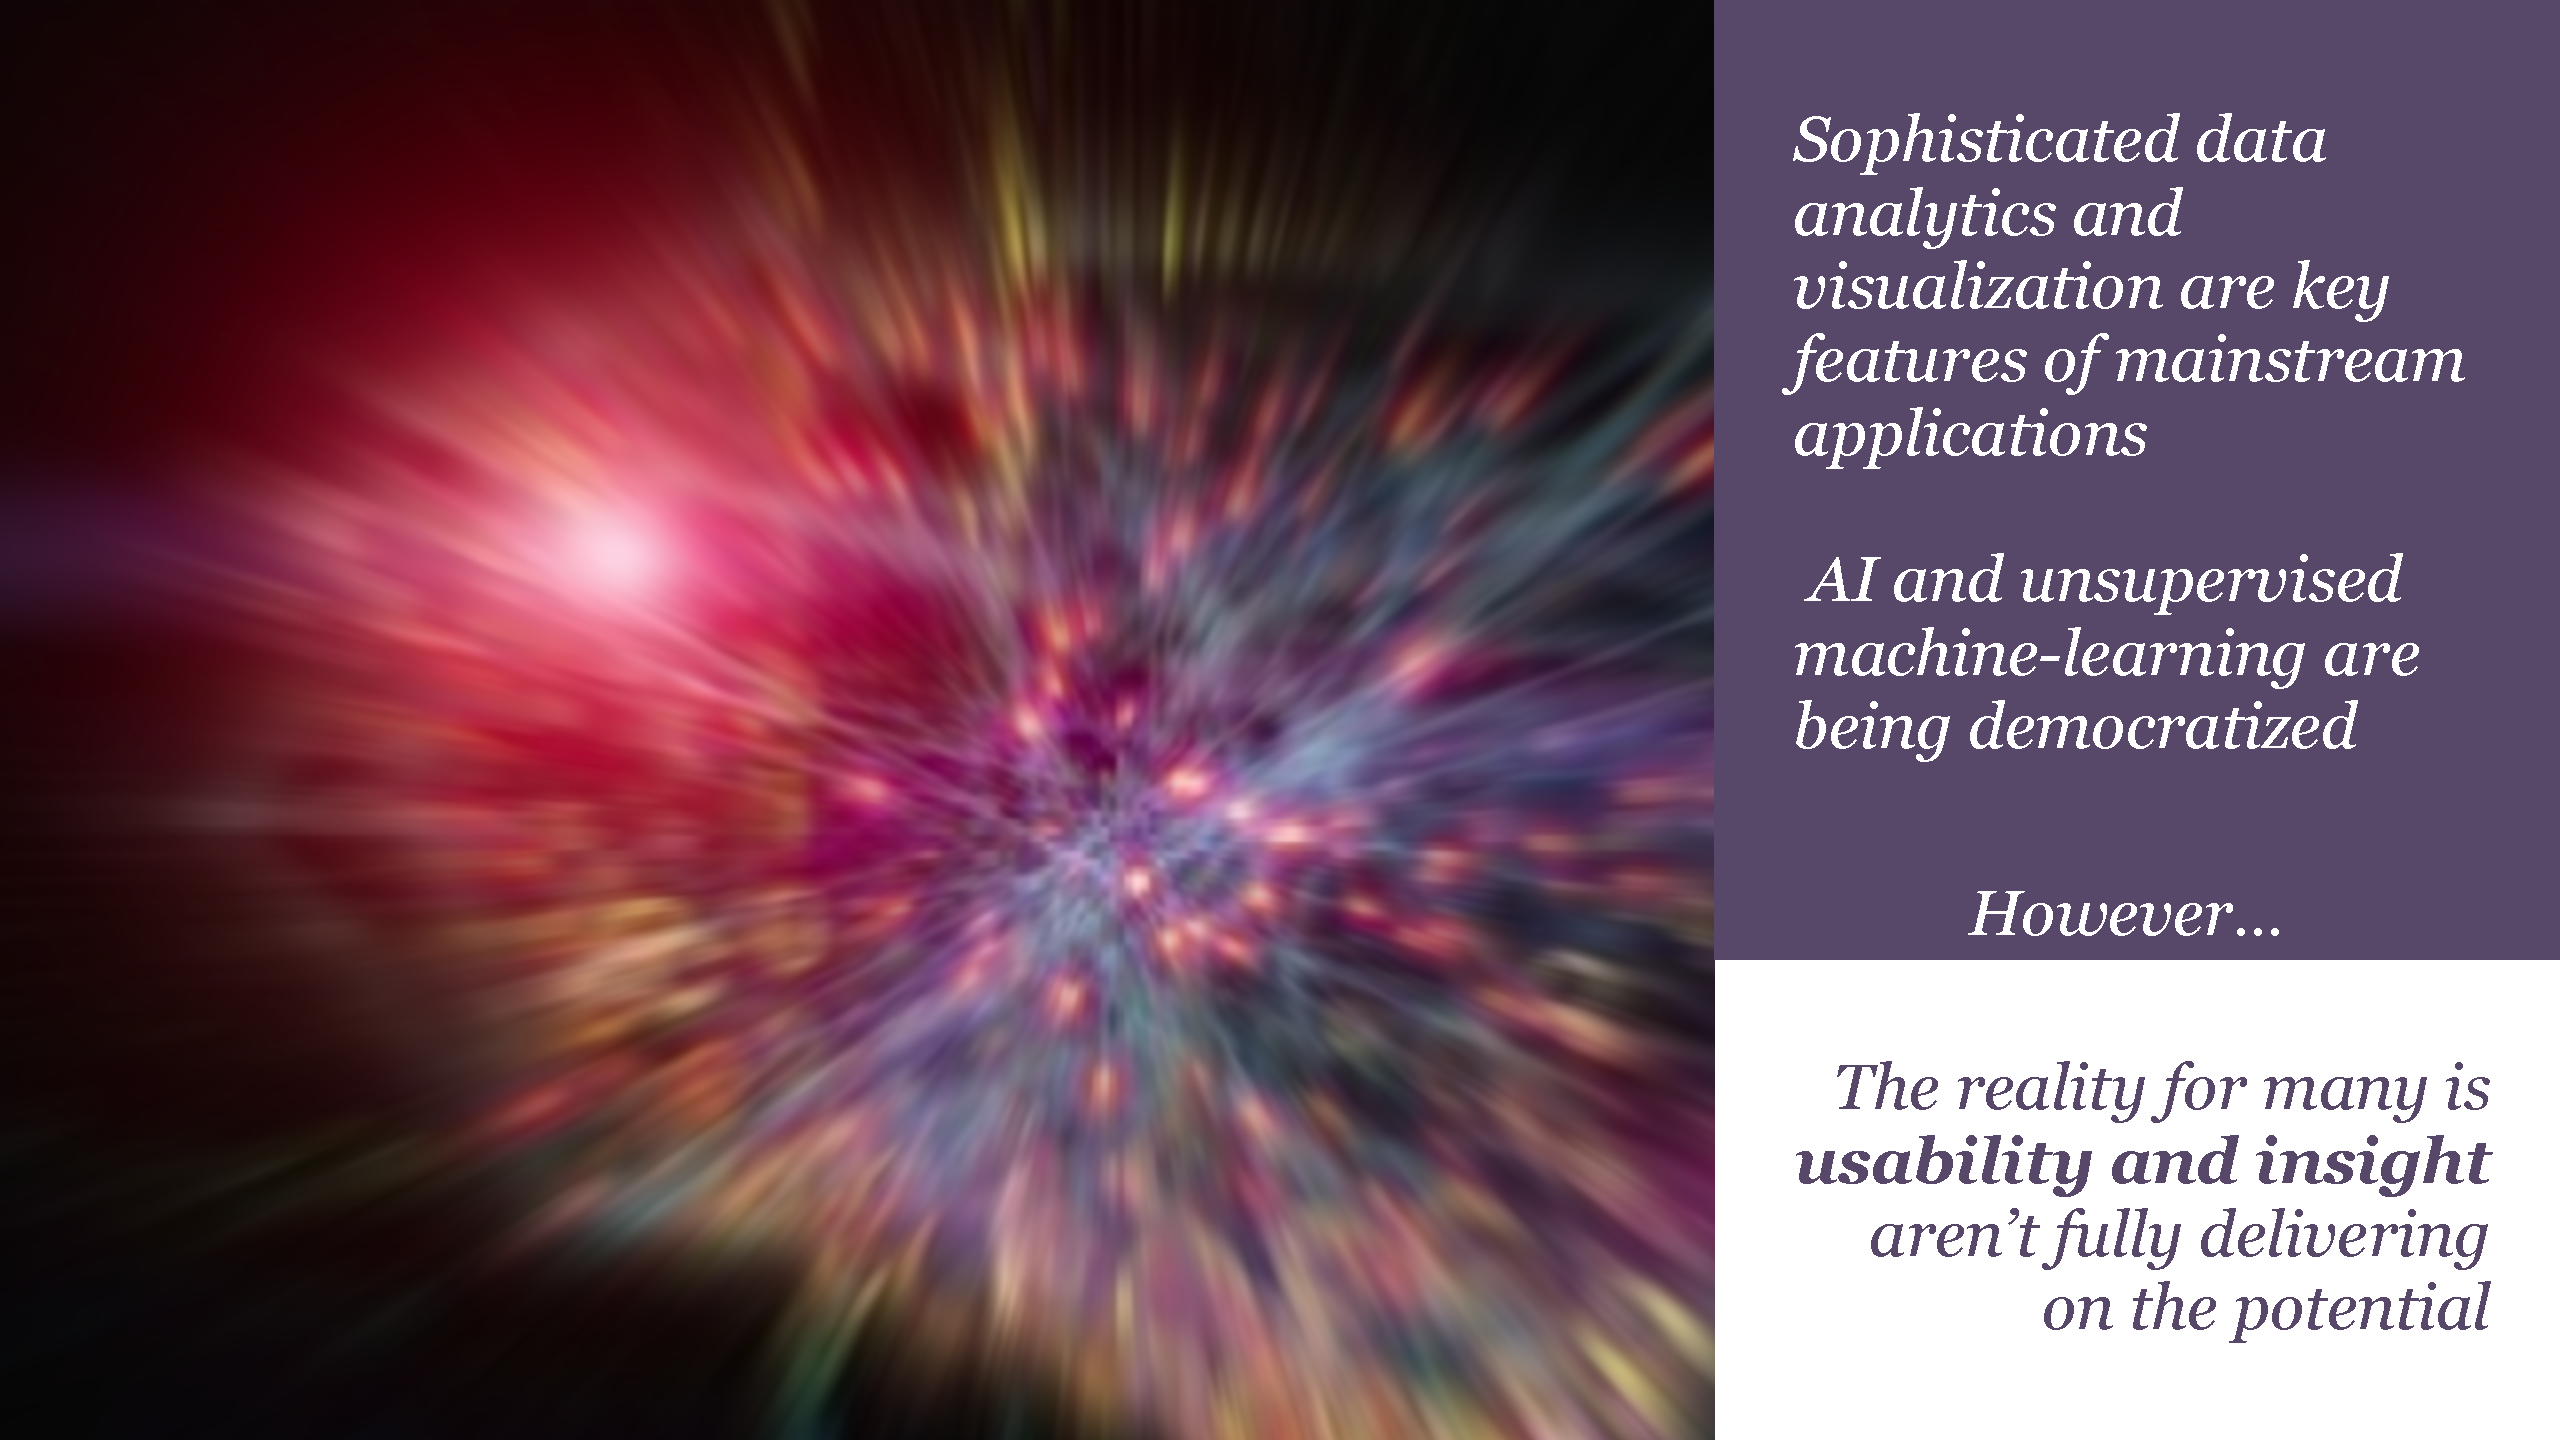 Sophisticated data
analytics and
visualization are key
features of mainstream
applications
AI and unsupervised
machine-learning are
being democratized
However...
The reality for many is
usability and insight
aren’t fully delivering
on the potential